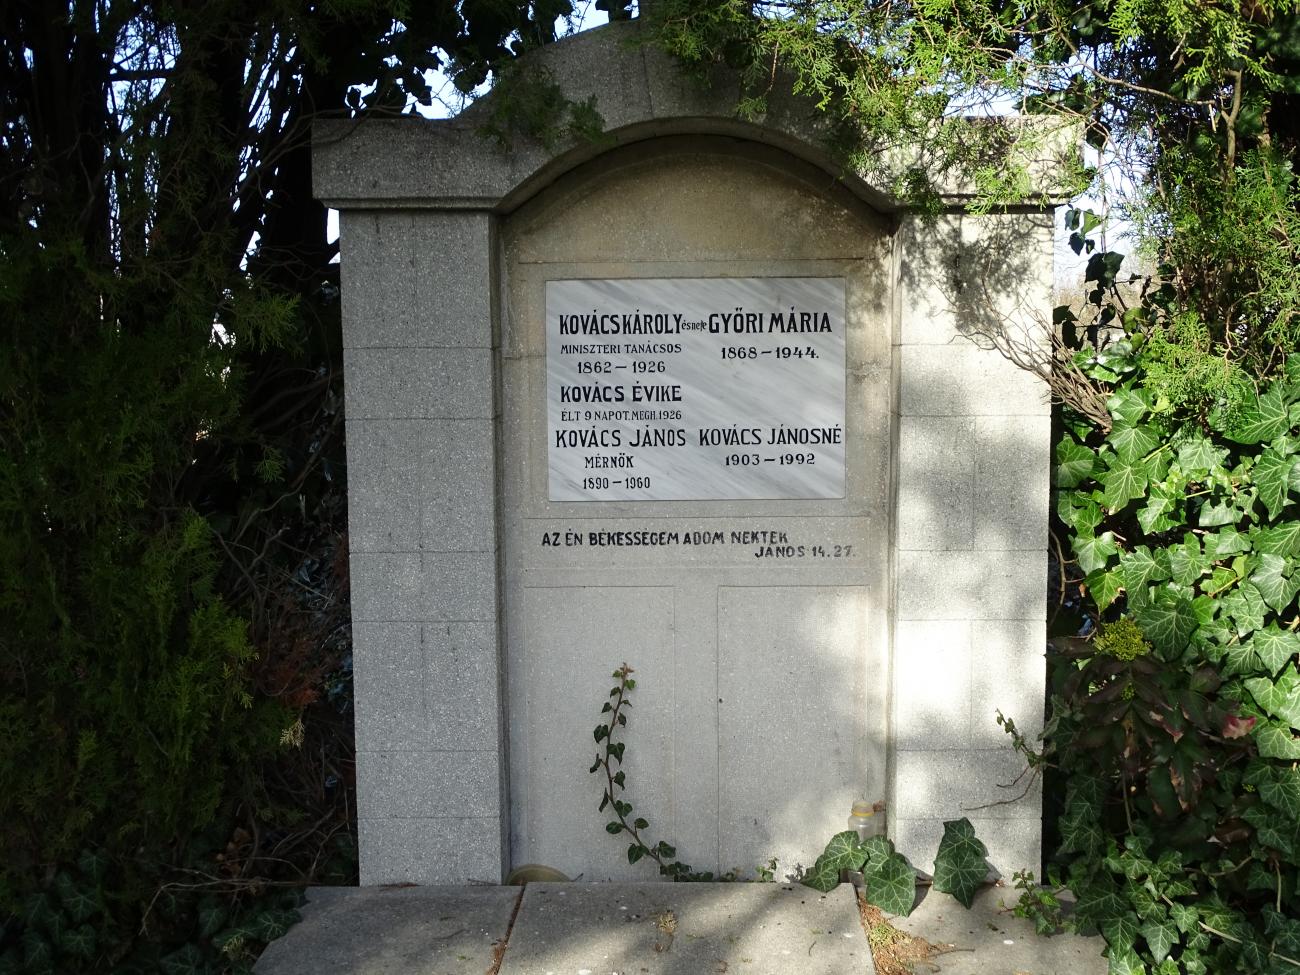 KOVÁCS KÁROLY és neje GYŐRI MÁRIA
MINISZTERI TANÁCSOS 1868–1944.
1862–1926
KOVÁCS ÉVIKE
ÉLT 9 NAPOT. MEGH. 1926
KOVÁCS JÁNOS KOVÁCS JÁNOSNÉ
MÉRNÖK 1903–1992
1890–1960
AZ ÉN BÉKESSÉGEM ADOM NEKTEK
JÁNOS 14. 27.